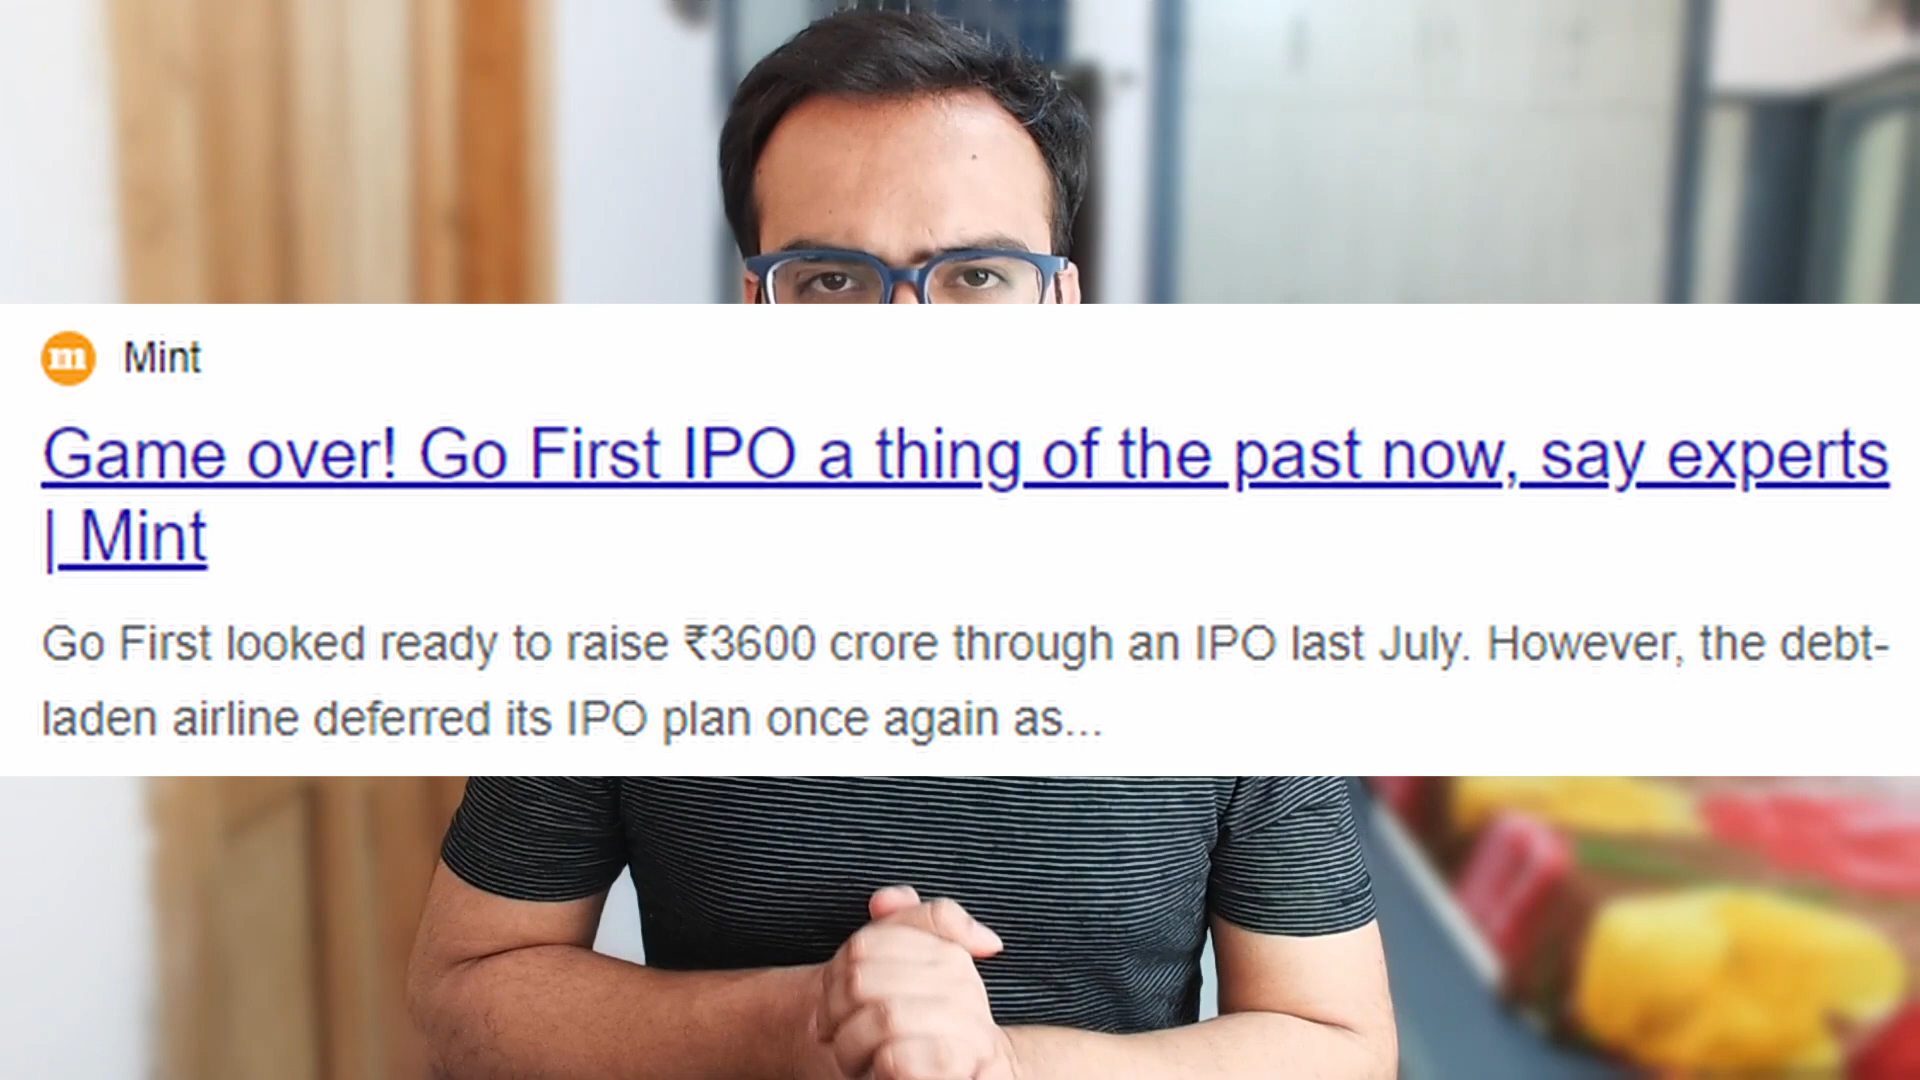 m Mint
Game over! Go First IPO a thing of the past now, say experts
| Mint
Go First looked ready to raise ₹3600 crore through an IPO last July. However, the debt-
laden airline deferred its IPO plan once again as...